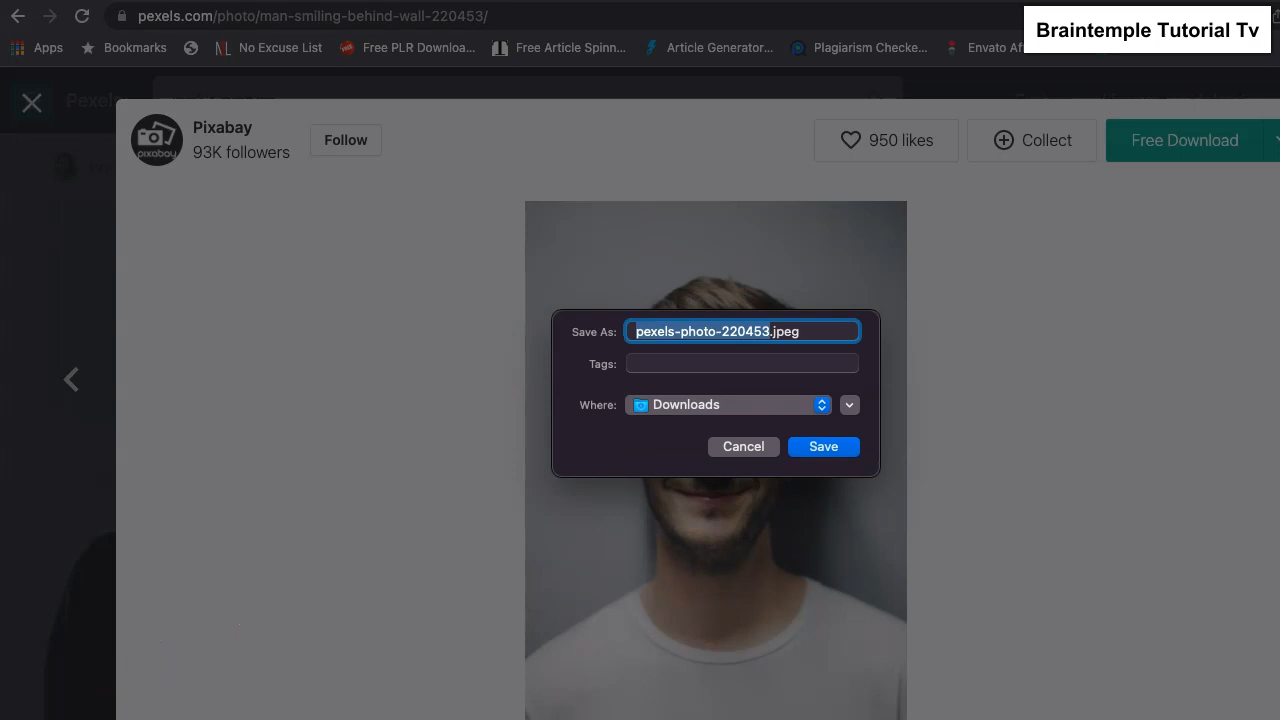 pexels.com/photo/man-smiling-behind-wall-220453/
Braintemple Tutorial Tv
Apps
Bookmarks
No Excuse List
Free PLR Downloa...
Free Article Spinn...
Article Generator...
Plagiarism Checke...
Envato
Pexels
Pixabay
93K followers
Follow
950 likes
Collect
Free Download
pixabay
Save As: pexels-photo-220453.jpeg
Tags:
Where: Downloads
Cancel
Save